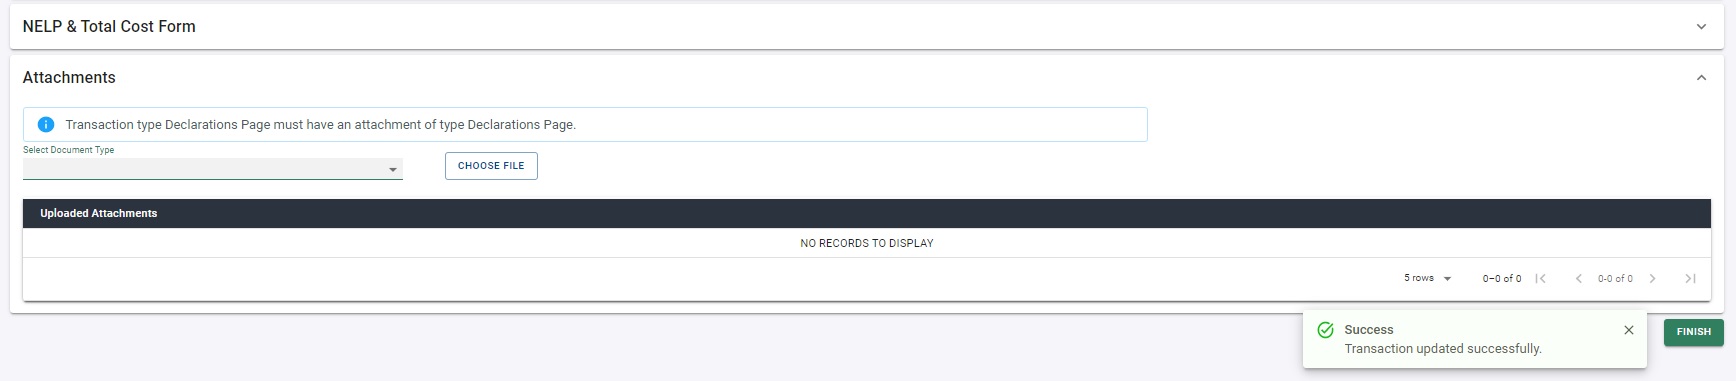 NELP & Total Cost Form
Attachments
Transaction type Declarations Page must have an attachment of type Declarations Page.
Select Document Type
CHOOSE FILE
Uploaded Attachments
NO RECORDS TO DISPLAY
5 rows
0–0 of 0
0-0 of 0
Success
Transaction updated successfully.
FINISH